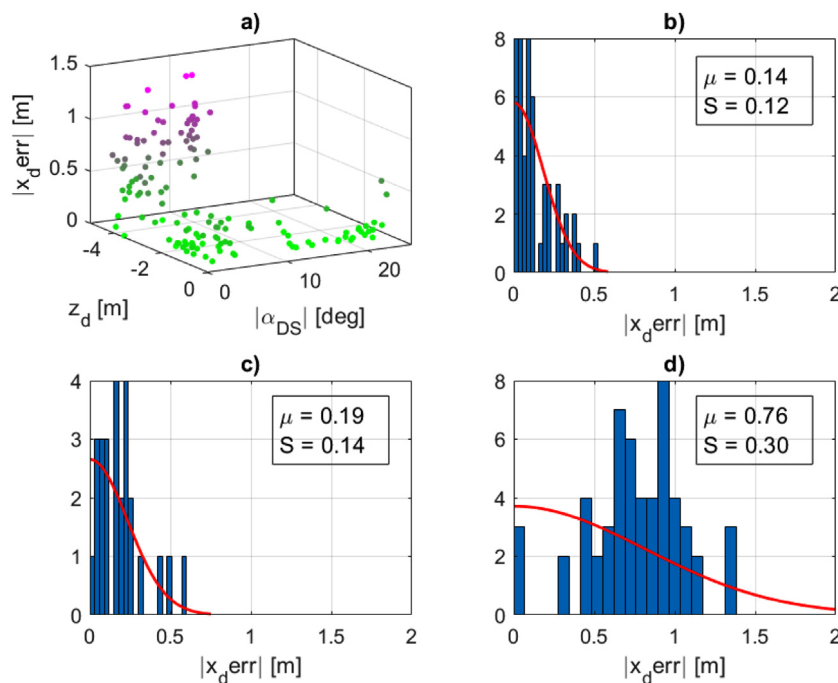 a)
1.5
1
0.5
0
|x_d err| [m]
-4
-2
0
z_d [m]
0
10
20
|α_DS| [deg]
b)
8
6
4
2
0
μ = 0.14
S = 0.12
0 0.5 1 1.5 2
|x_d err| [m]
c)
4
3
2
1
0
μ = 0.19
S = 0.14
0 0.5 1 1.5 2
|x_d err| [m]
d)
8
6
4
2
0
μ = 0.76
S = 0.30
0 0.5 1 1.5 2
|x_d err| [m]